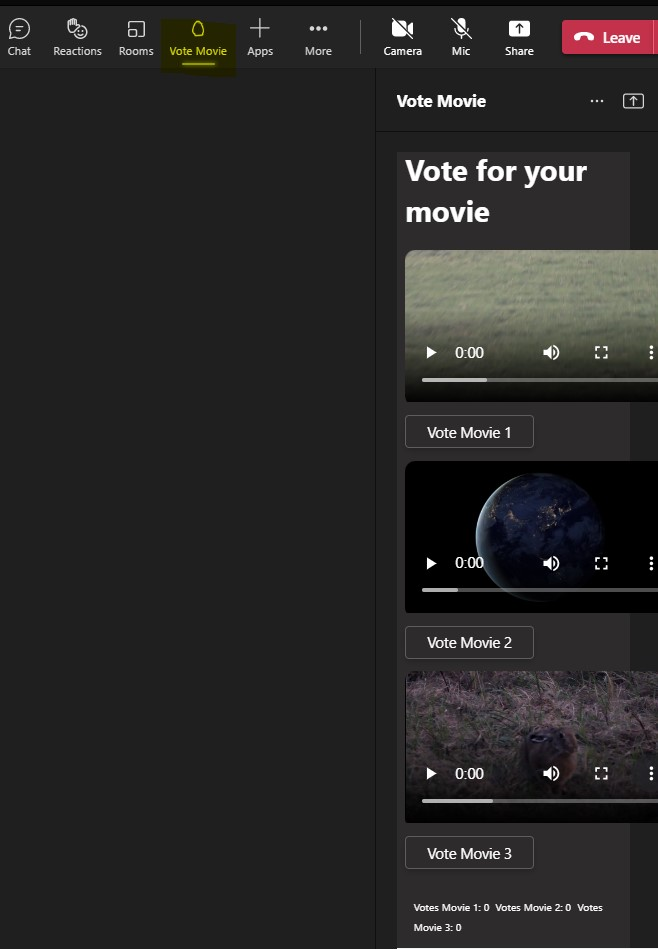 Chat Reactions Rooms Vote Movie Apps ••• More Camera Mic Share Leave
Vote Movie ···
Vote for your
movie
0:00
Vote Movie 1
0:00
Vote Movie 2
0:00
Vote Movie 3
Votes Movie 1: 0 Votes Movie 2: 0 Votes
Movie 3: 0